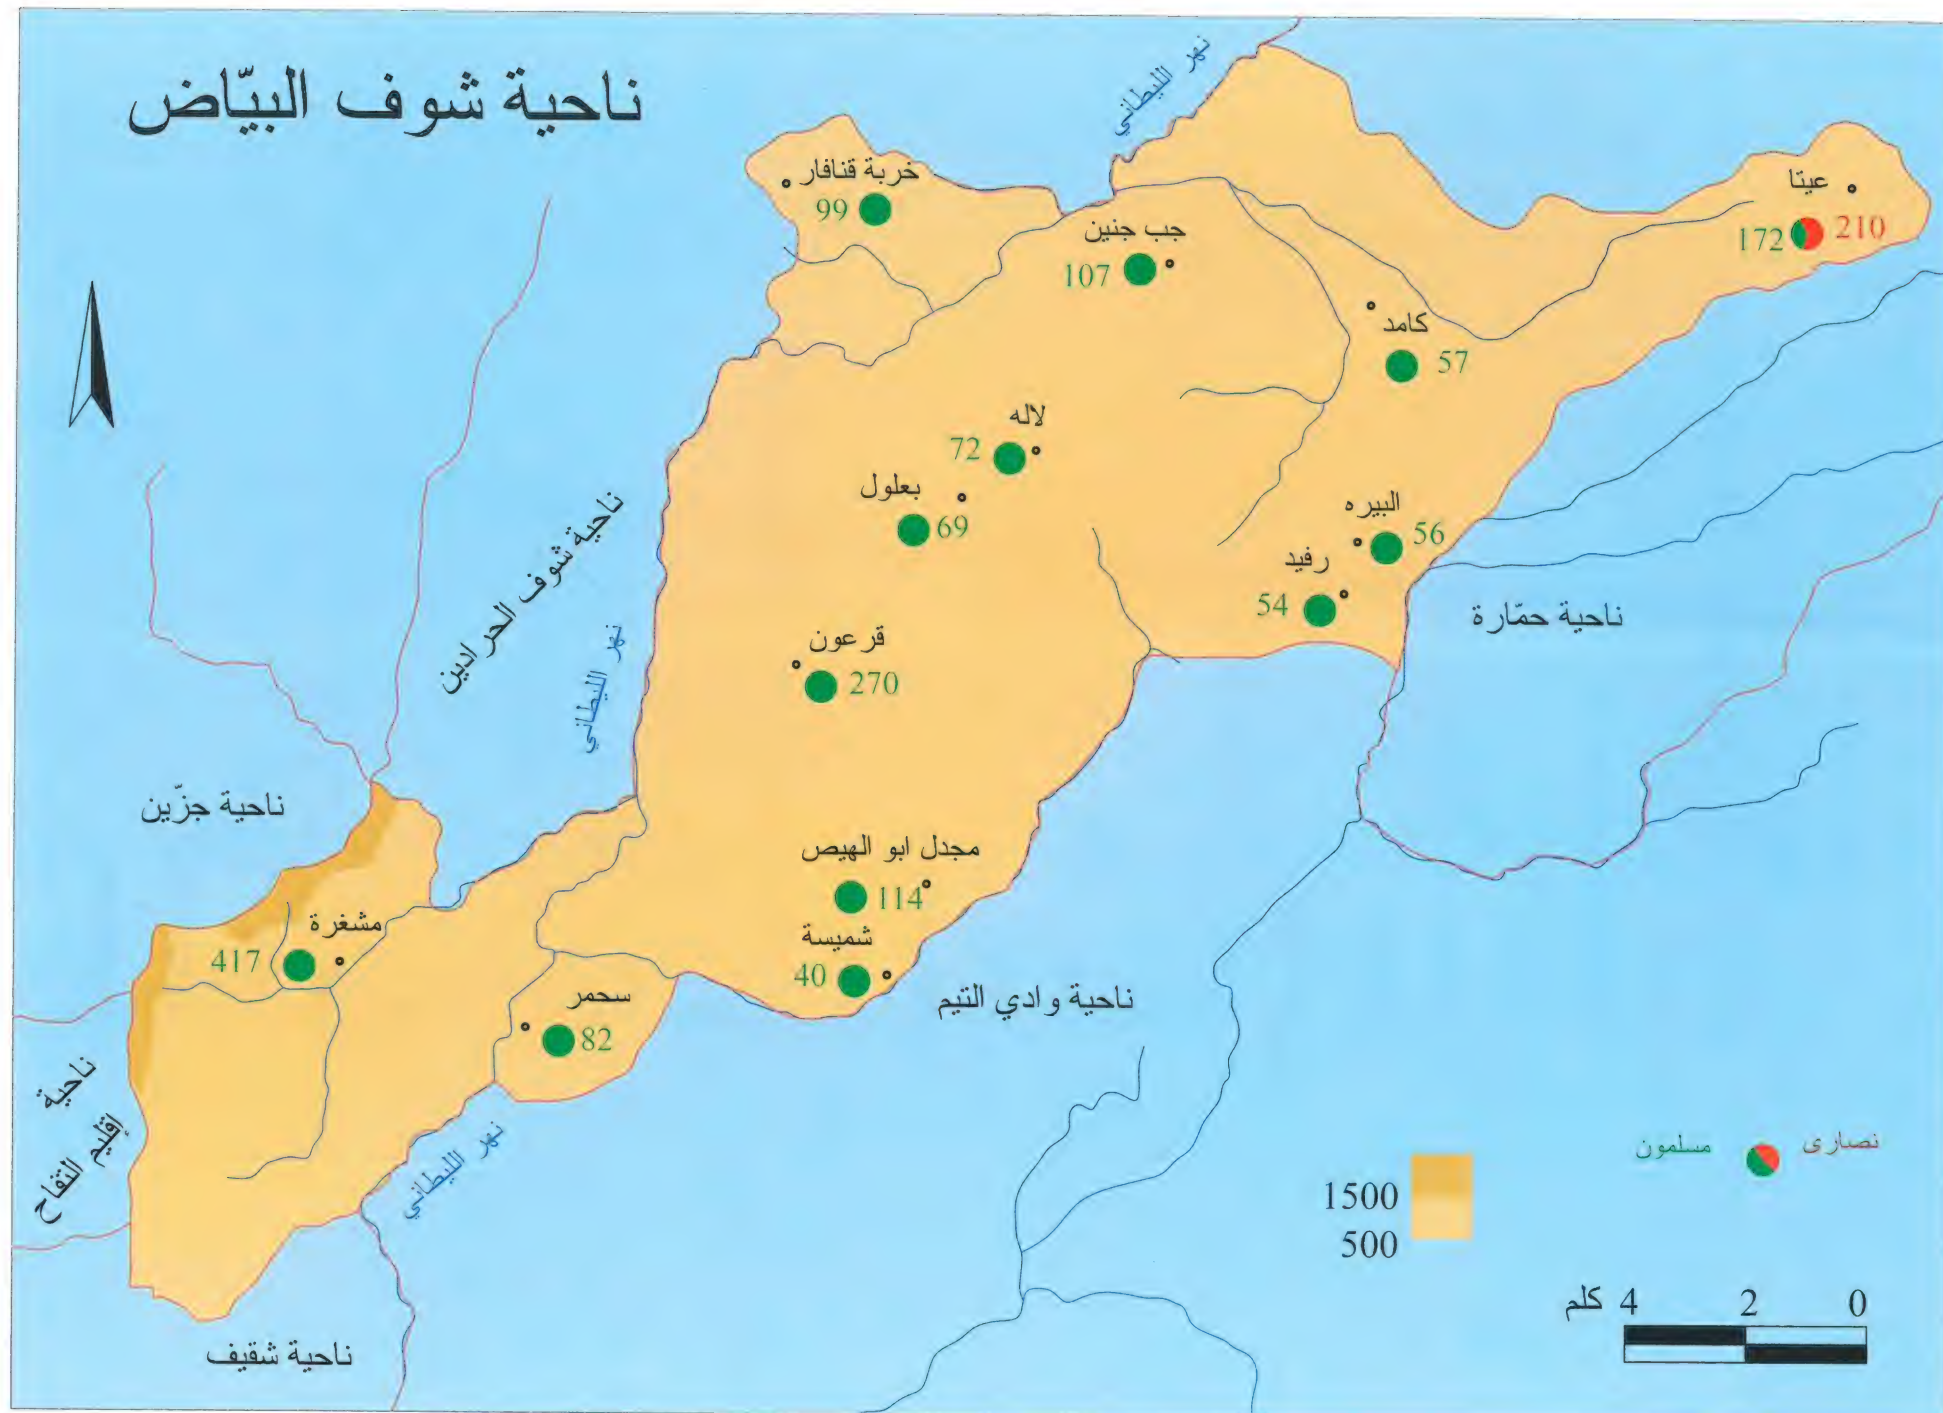 ناحية شوف البيّاض
نهر الليطاني
خربة قنافار
99
عيتا
172
210
جب جنين
107
كامد
57
لاله
72
بعلول
69
البيره
56
رفيد
54
ناحية شوف الحرادين
نهر الليطاني
ناحية حمّارة
قرعون
270
ناحية جزّين
مجدل ابو الهيص
114
مشغرة
417
شميسة
40
سحمر
82
ناحية وادي التيم
ناحية
إقليم التفاح
نهر الليطاني
نصارى
مسلمون
1500
500
ناحية شقيف
0 2 4 كلم